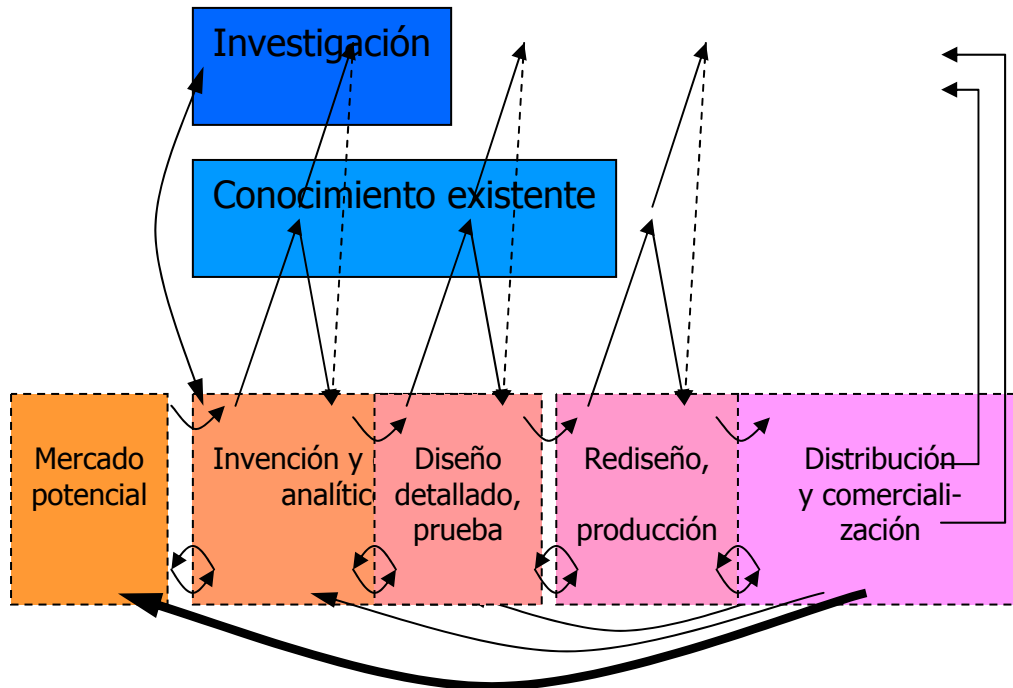 Investigación
Conocimiento existente
Mercado
potencial
Invención y
analític
Diseño
detallado,
prueba
Rediseño,
producción
Distribución
y comerciali-
zación